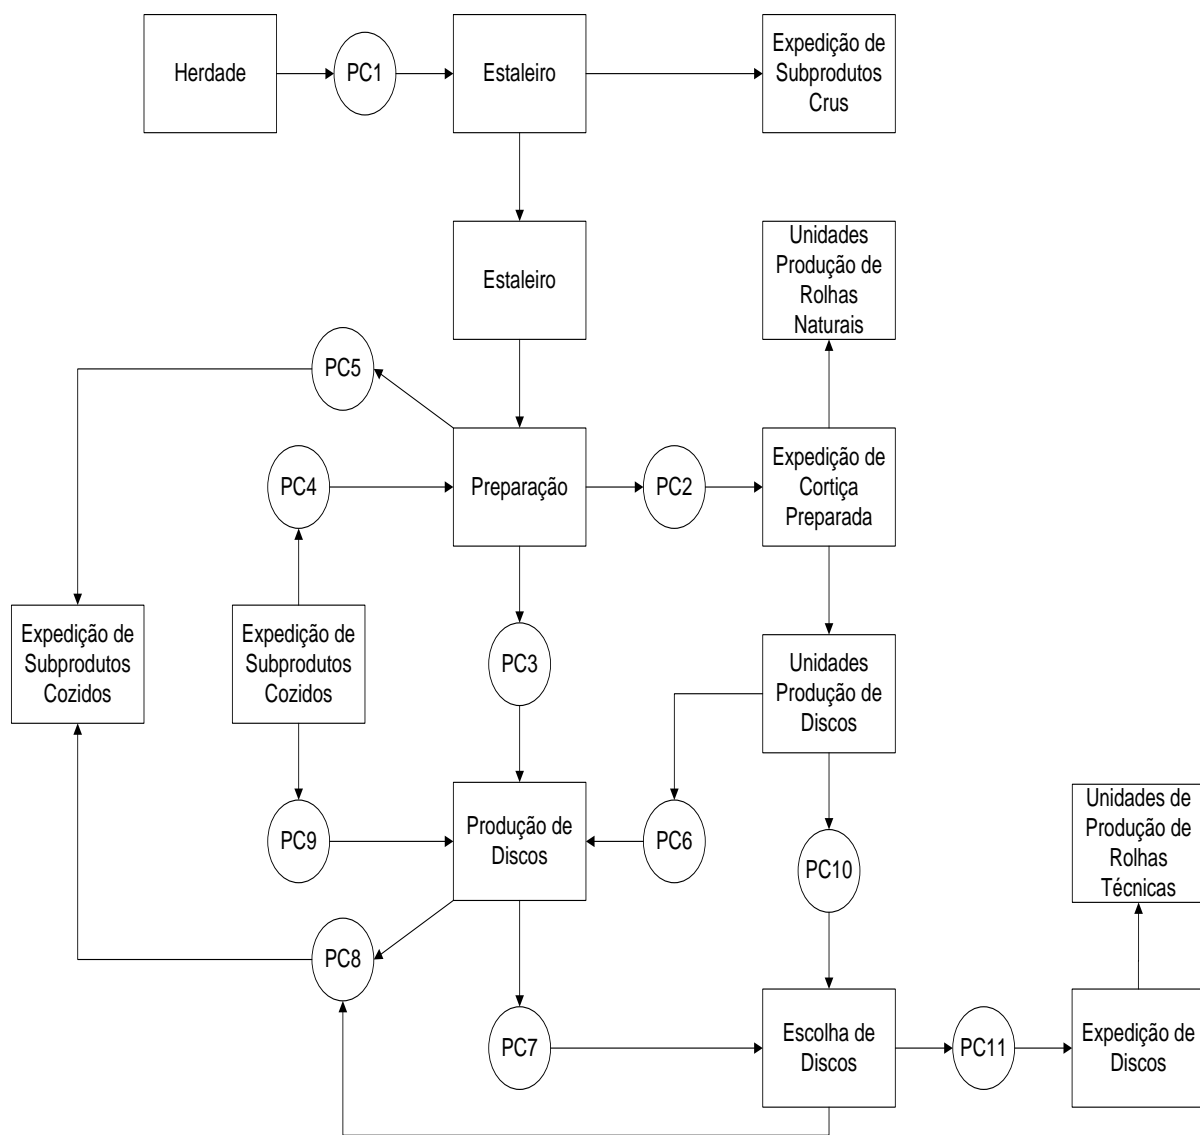 Herdade
PC1
Estaleiro
Expedição de
Subprodutos
Crus
Estaleiro
Unidades
Produção de
Rolhas
Naturais
PC5
PC4
Preparação
PC2
Expedição de
Cortiça
Preparada
Expedição de
Subprodutos
Cozidos
Expedição de
Subprodutos
Cozidos
PC3
Unidades
Produção de
Discos
PC9
Produção de
Discos
PC6
PC10
Unidades de
Produção de
Rolhas
Técnicas
PC8
PC7
Escolha de
Discos
PC11
Expedição de
Discos